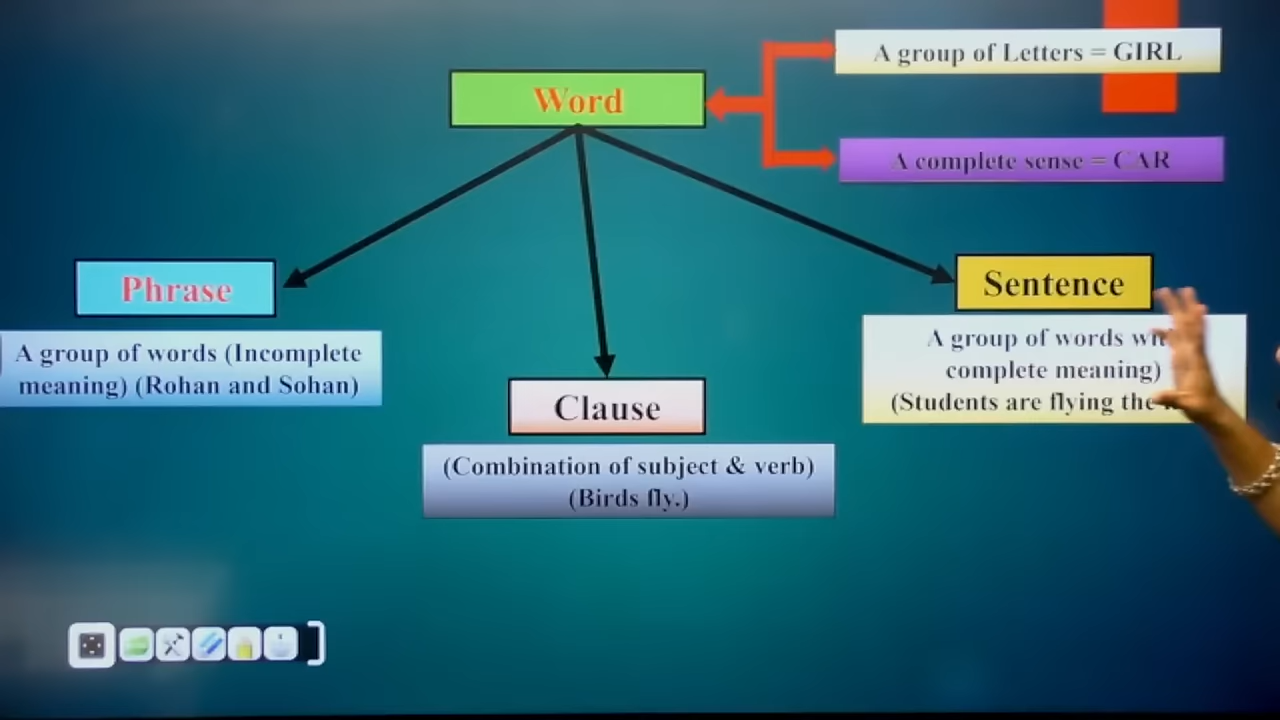 A group of Letters = GIRL
Word
A complete sense = CAR
Phrase
Sentence
A group of words (Incomplete
meaning) (Rohan and Sohan)
A group of words
complete meaning)
(Students are flying the
Clause
(Combination of subject & verb)
(Birds fly.)